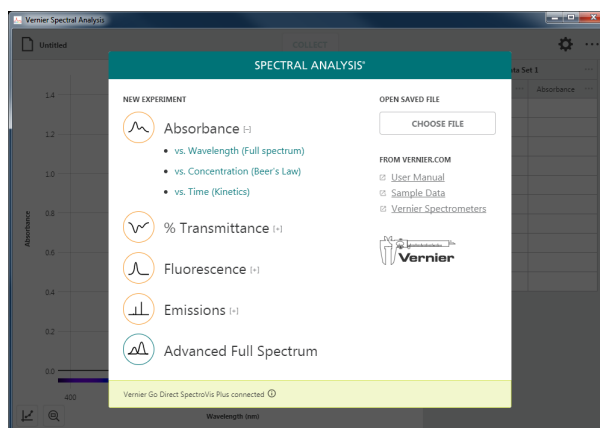 Vernier Spectral Analysis
Untitled
COLLECT
SPECTRAL ANALYSIS®
NEW EXPERIMENT
Absorbance [–]
• vs. Wavelength (Full spectrum)
• vs. Concentration (Beer's Law)
• vs. Time (Kinetics)
% Transmittance [+]
Fluorescence [+]
Emissions [+]
Advanced Full Spectrum
OPEN SAVED FILE
CHOOSE FILE
FROM VERNIER.COM
User Manual
Sample Data
Vernier Spectrometers
Vernier
Vernier Go Direct SpectroVis Plus connected
ta Set 1
Absorbance
Absorbance
1.4
1.2
1.0
0.8
0.6
0.4
0.2
0.0
400
Wavelength (nm)